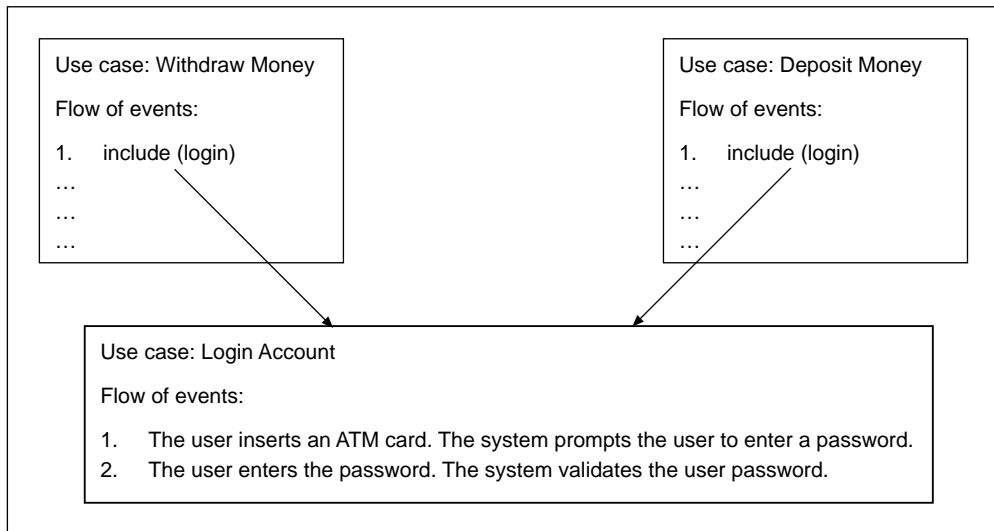 Use case: Withdraw Money
Flow of events:
1. include (login)
…
…
…
Use case: Deposit Money
Flow of events:
1. include (login)
…
…
…
Use case: Login Account
Flow of events:
1. The user inserts an ATM card. The system prompts the user to enter a password.
2. The user enters the password. The system validates the user password.